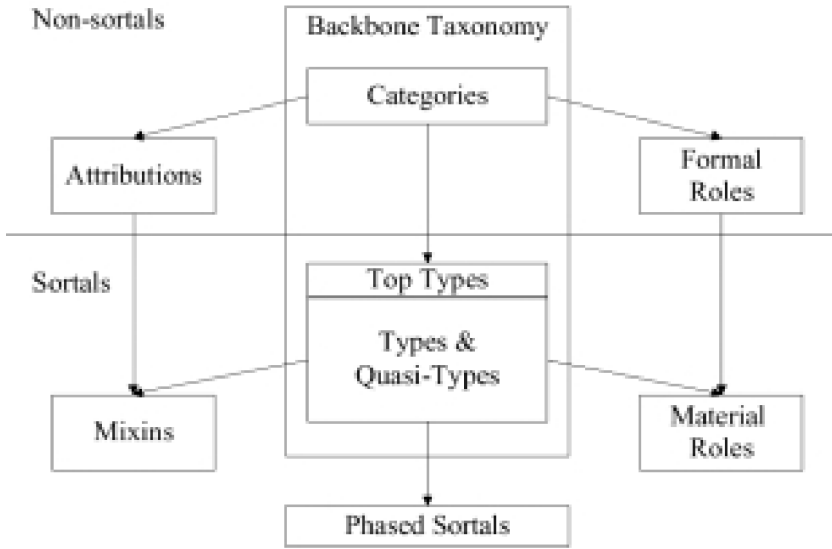 Non-sortals
Backbone Taxonomy
Categories
Attributions
Formal
Roles
Sortals
Top Types
Types &
Quasi-Types
Mixins
Material
Roles
Phased Sortals